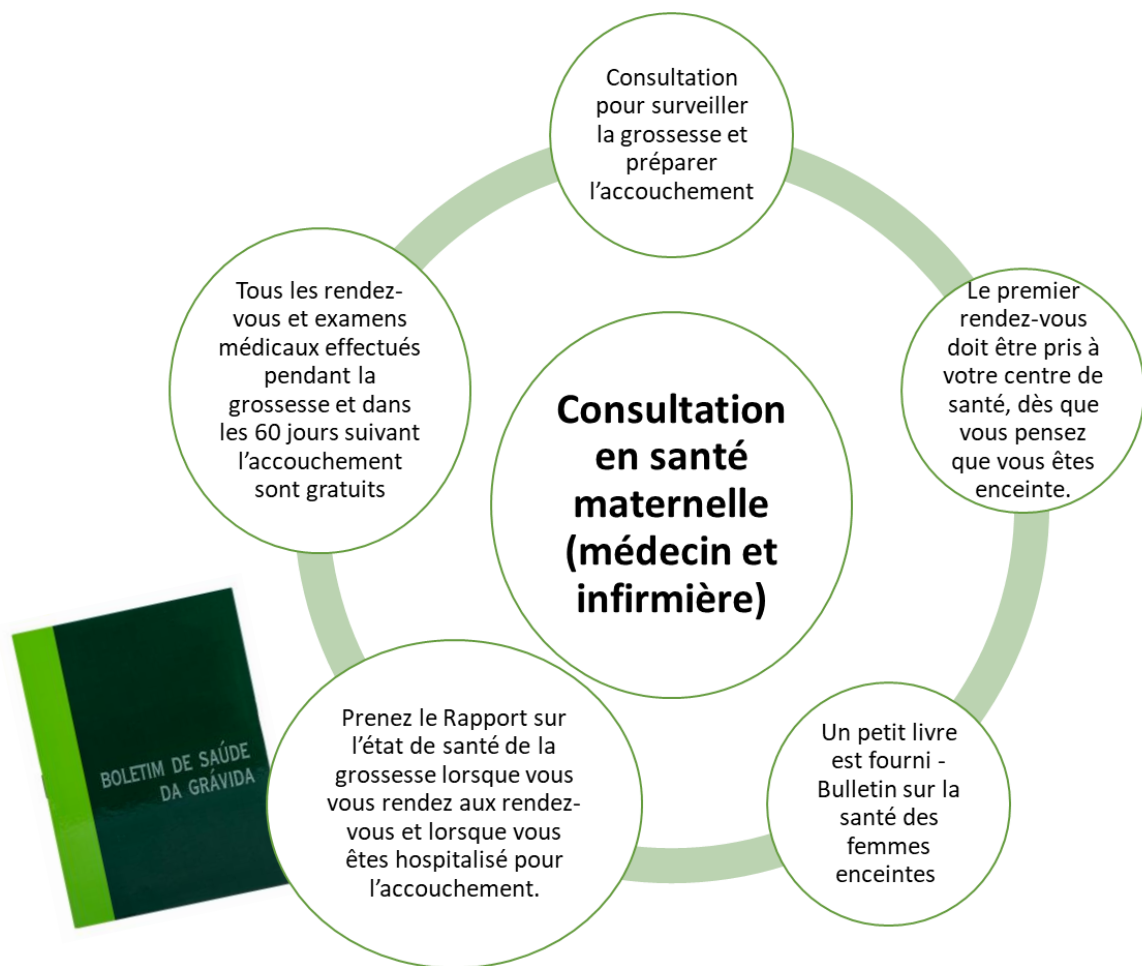 Consultation
pour surveiller
la grossesse et
préparer
l’accouchement
Le premier
rendez-vous
doit être pris à
votre centre de
santé, dès que
vous pensez
que vous êtes
enceinte.
Un petit livre
est fourni -
Bulletin sur la
santé des
femmes
enceintes
Prenez le Rapport sur
l’état de santé de la
grossesse lorsque vous
vous rendez aux rendez-
vous et lorsque vous
êtes hospitalisé pour
l’accouchement.
Tous les rendez-
vous et examens
médicaux effectués
pendant la
grossesse et dans
les 60 jours suivant
l’accouchement
sont gratuits
Consultation
en santé
maternelle
(médecin et
infirmière)
BOLETIM DE SAÚDE
DA GRÁVIDA